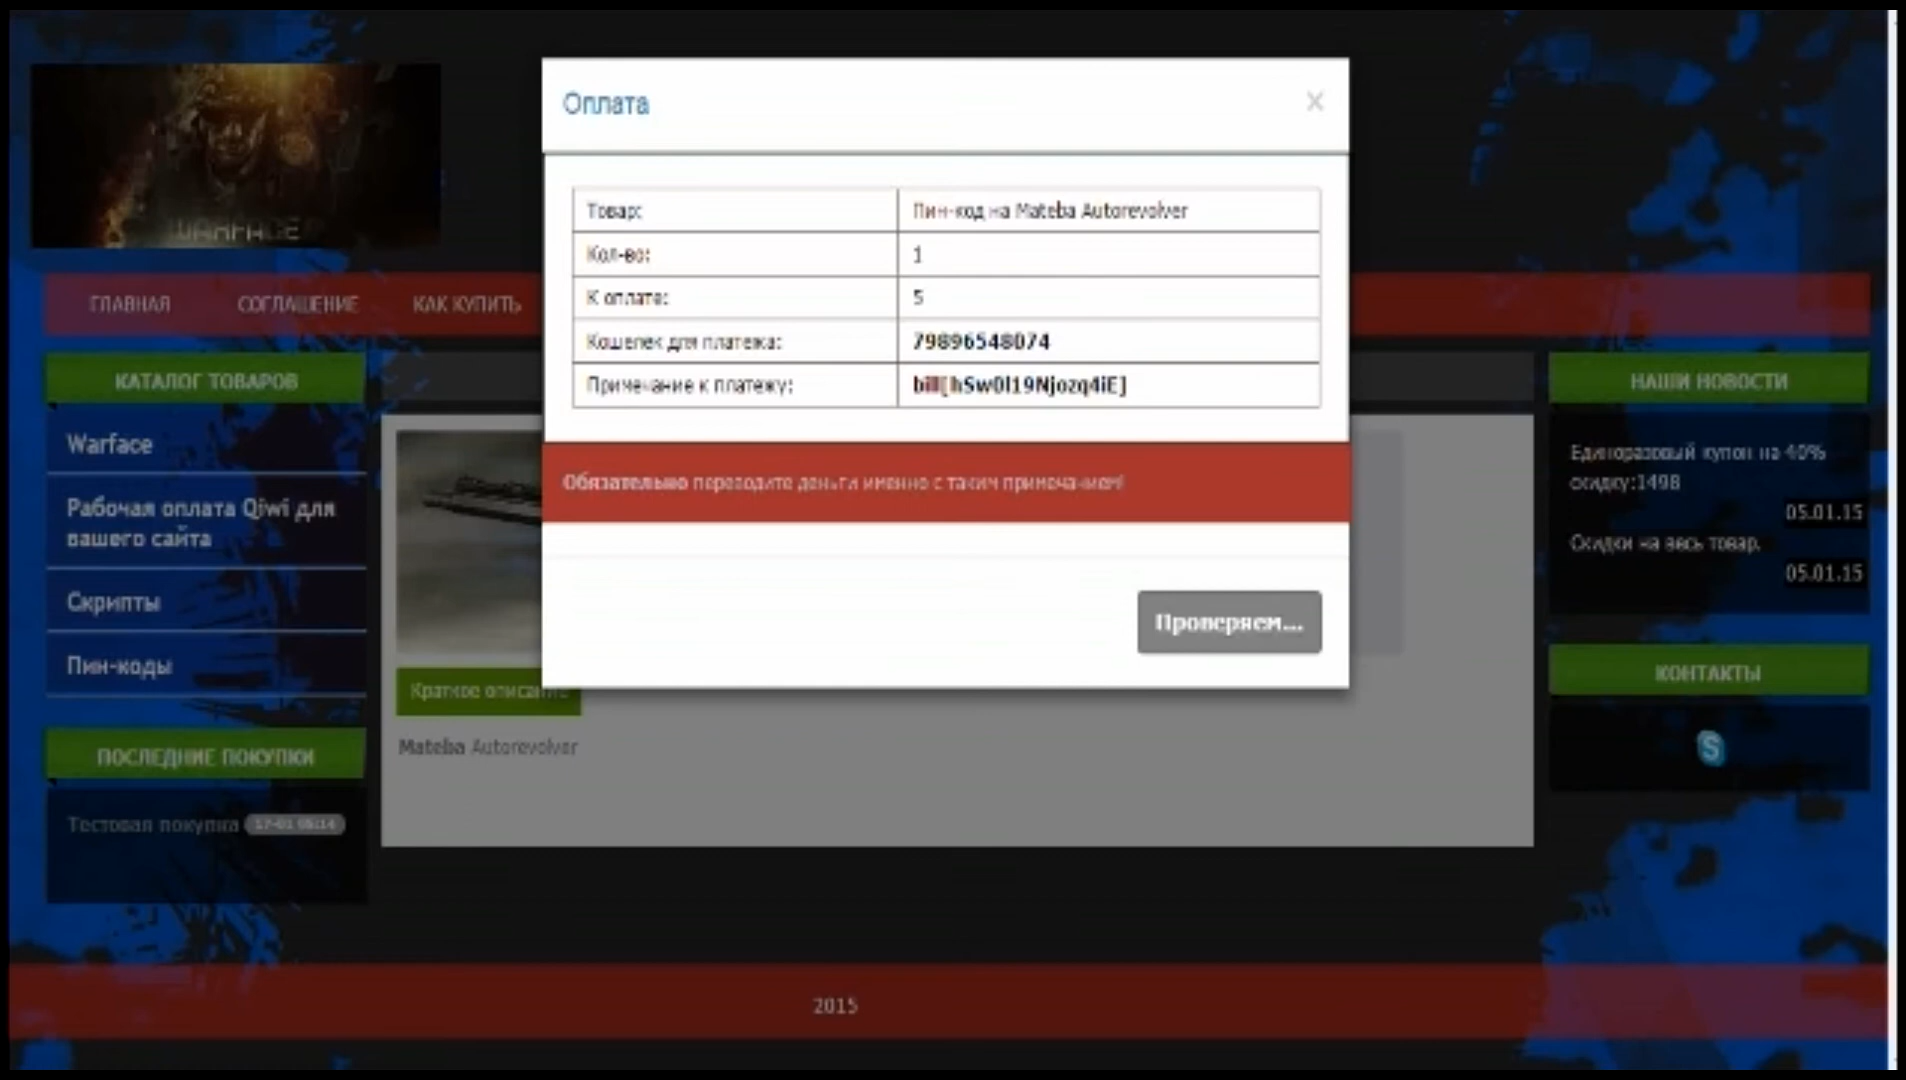 WARFACE
ГЛАВНАЯ
СОГЛАШЕНИЕ
КАК КУПИТЬ
КАТАЛОГ ТОВАРОВ
Warface
Рабочая оплата Qiwi для
вашего сайта
Скрипты
Пин-коды
ПОСЛЕДНИЕ ПОКУПКИ
Тестовая покупка
Оплата
×
Товар: Пин-код на Mateba Autorevolver
Кол-во: 1
К оплате: 5
Кошелек для платежа: 79896548074
Примечание к платежу: bill[hSw0l19Njozq4iE]
Обязательно переводите деньги именно с таким примечанием!
Проверяем...
Краткое описание
Mateba Autorevolver
НАШИ НОВОСТИ
Единоразовый купон на 40%
скидку:1498
05.01.15
Скидки на весь товар.
05.01.15
КОНТАКТЫ
2015